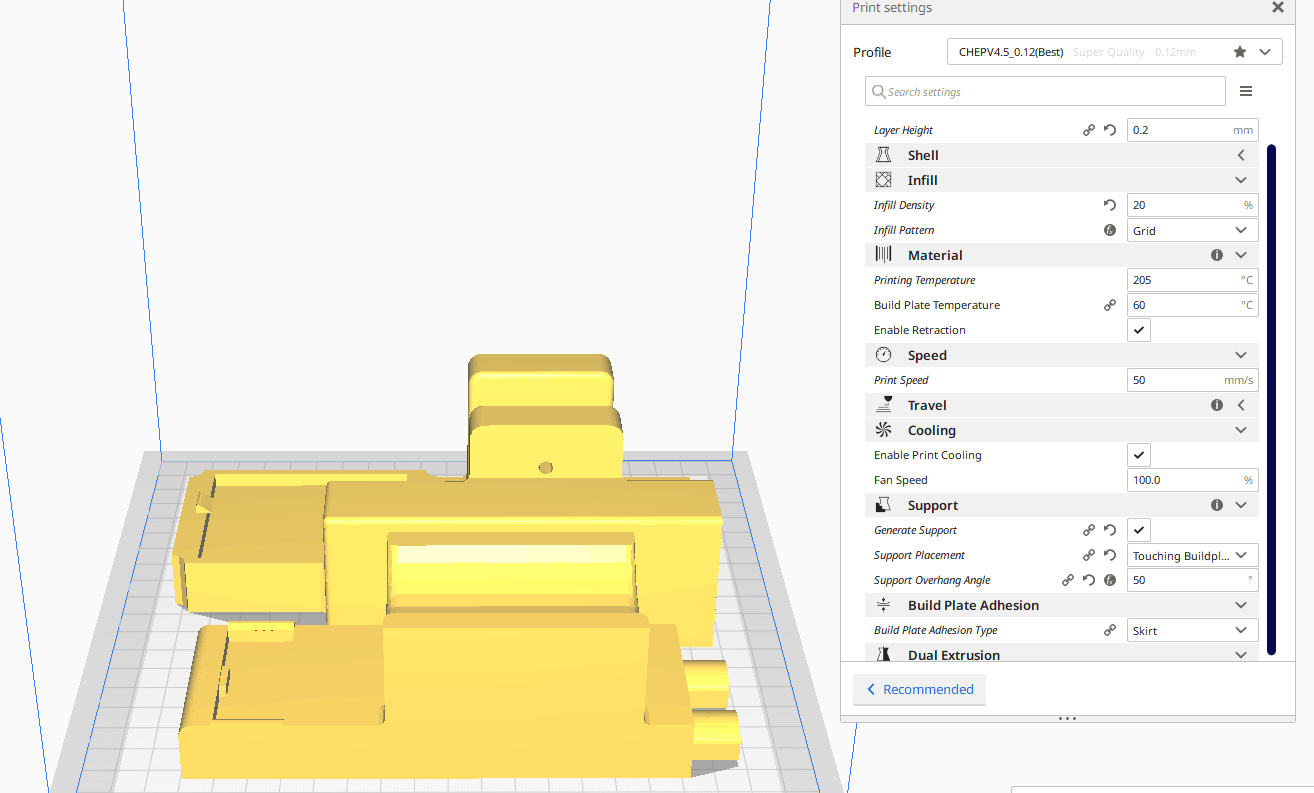 Print settings
Profile
CHEPV4.5_0.12(Best) - Super Quality - 0.12mm
Search settings
Layer Height 0.2 mm
Shell
Infill
Infill Density 20 %
Infill Pattern Grid
Material
Printing Temperature 205 °C
Build Plate Temperature 60 °C
Enable Retraction
Speed
Print Speed 50 mm/s
Travel
Cooling
Enable Print Cooling
Fan Speed 100.0 %
Support
Generate Support
Support Placement Touching Buildpl...
Support Overhang Angle 50 °
Build Plate Adhesion
Build Plate Adhesion Type Skirt
Dual Extrusion
Recommended